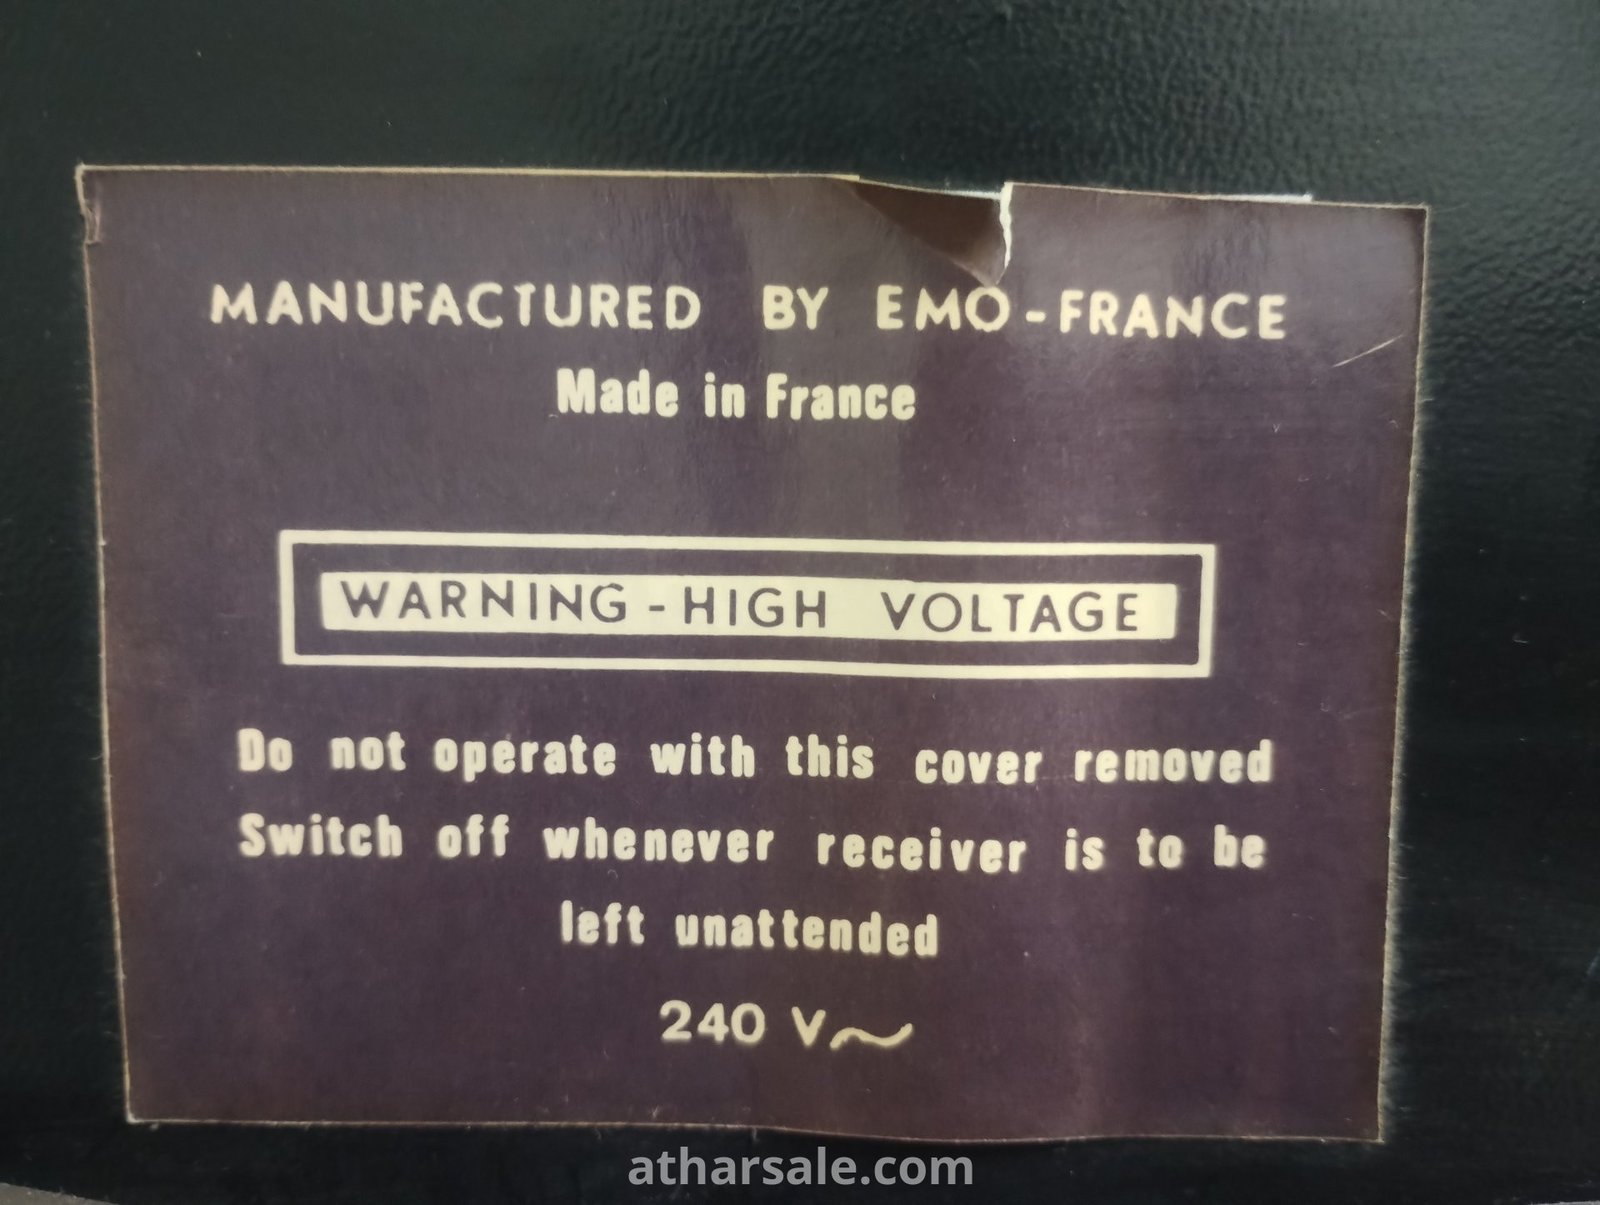 MANUFACTURED BY EMO-FRANCE
Made in France
WARNING-HIGH VOLTAGE
Do not operate with this cover removed
Switch off whenever receiver is to be
left unattended
240 V~
atharsale.com